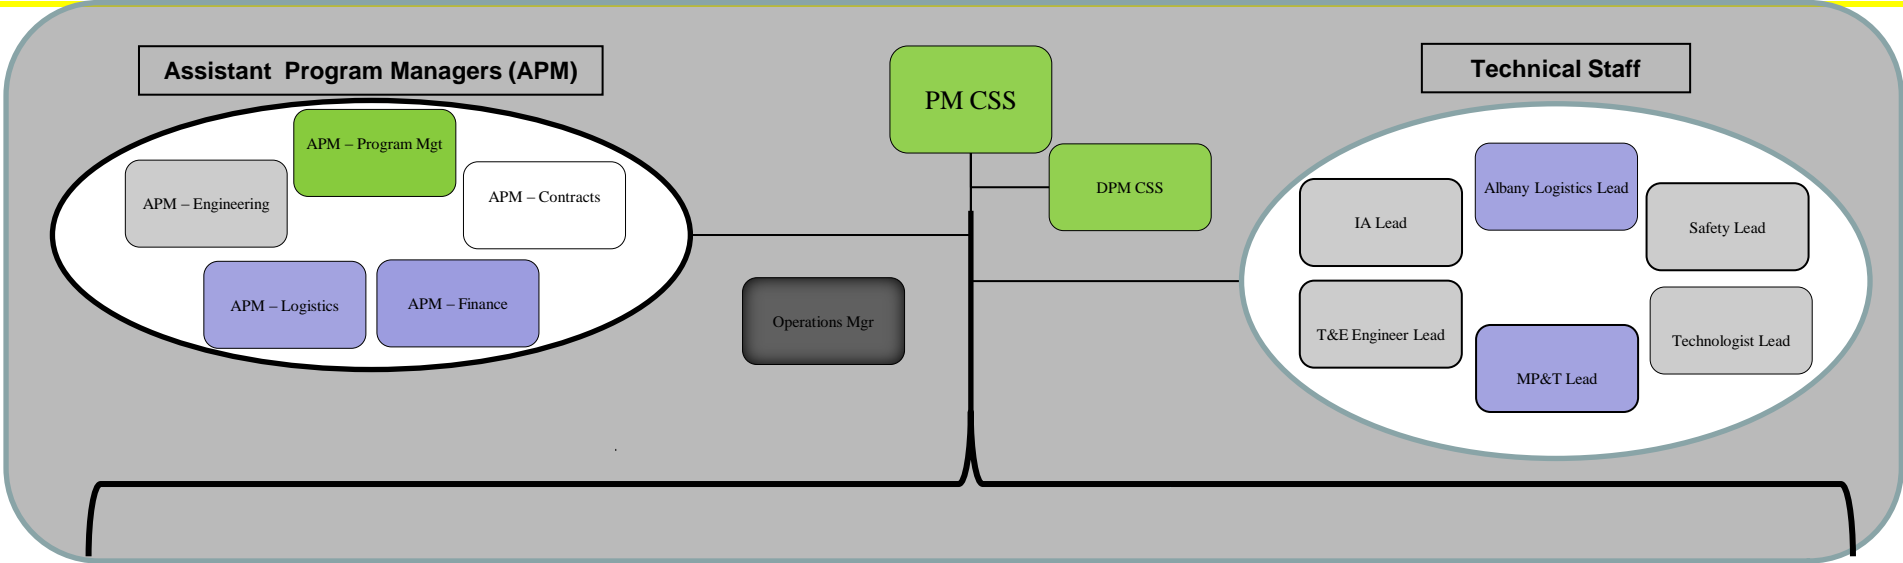 Assistant  Program Managers (APM)
APM – Program Mgt
APM – Engineering
APM – Contracts
APM – Logistics
APM – Finance
PM CSS
DPM CSS
Operations Mgr
Technical Staff
Albany Logistics Lead
IA Lead
Safety Lead
T&E Engineer Lead
Technologist Lead
MP&T Lead